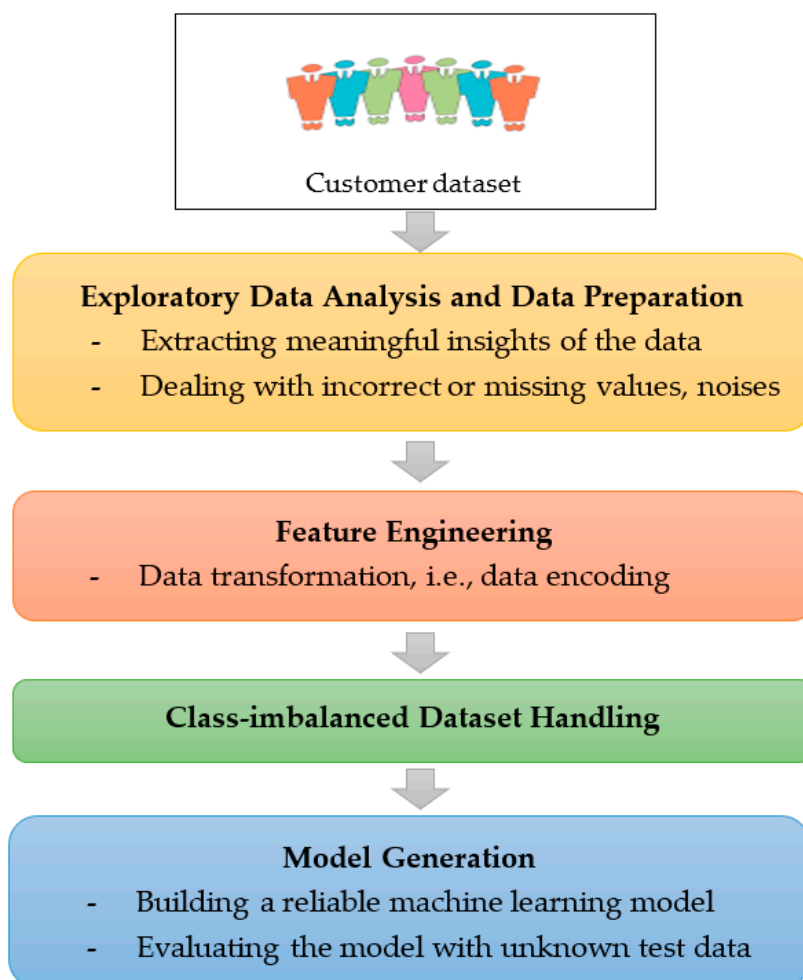 Customer dataset
Exploratory Data Analysis and Data Preparation
- Extracting meaningful insights of the data
- Dealing with incorrect or missing values, noises
Feature Engineering
- Data transformation, i.e., data encoding
Class-imbalanced Dataset Handling
Model Generation
- Building a reliable machine learning model
- Evaluating the model with unknown test data